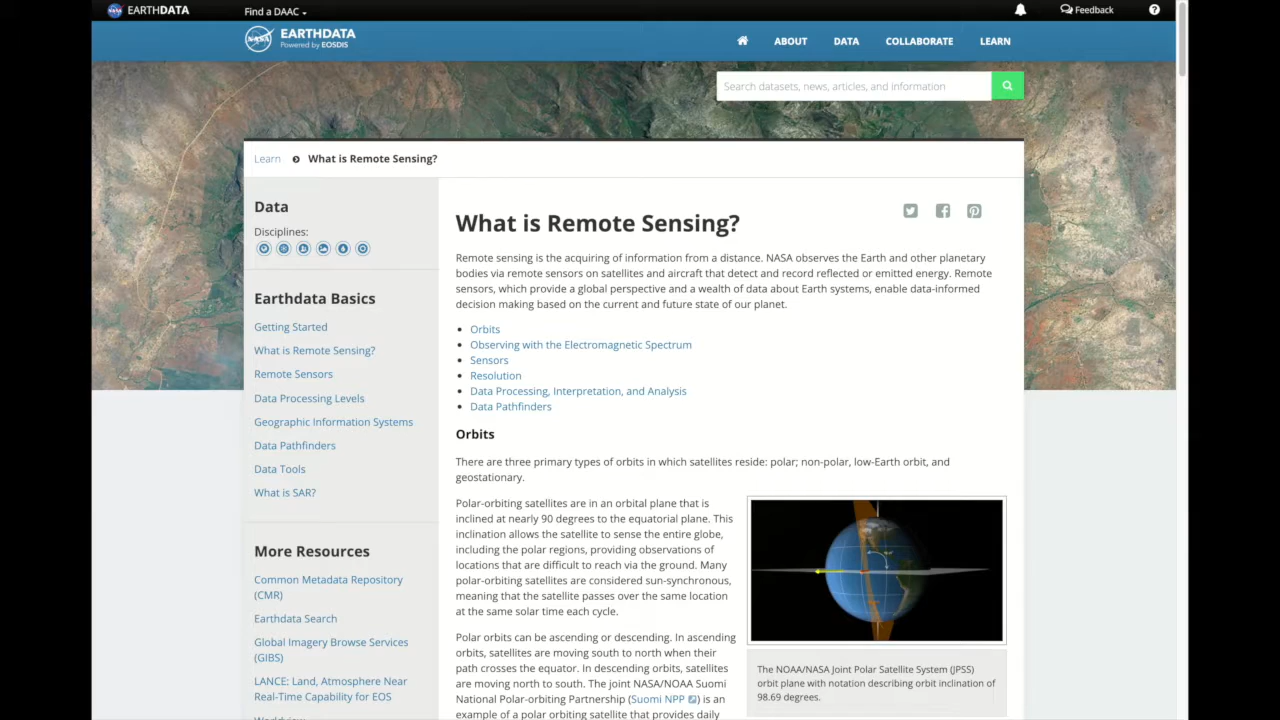 EARTHDATA
Find a DAAC
Feedback
EARTHDATA
Powered by EOSDIS
ABOUT
DATA
COLLABORATE
LEARN
Search datasets, news, articles, and information
Learn
What is Remote Sensing?
Data
Disciplines:
Earthdata Basics
Getting Started
What is Remote Sensing?
Remote Sensors
Data Processing Levels
Geographic Information Systems
Data Pathfinders
Data Tools
What is SAR?
More Resources
Common Metadata Repository
(CMR)
Earthdata Search
Global Imagery Browse Services
(GIBS)
LANCE: Land, Atmosphere Near
Real-Time Capability for EOS
Worldview
What is Remote Sensing?
Remote sensing is the acquiring of information from a distance. NASA observes the Earth and other planetary
bodies via remote sensors on satellites and aircraft that detect and record reflected or emitted energy. Remote
sensors, which provide a global perspective and a wealth of data about Earth systems, enable data-informed
decision making based on the current and future state of our planet.
• Orbits
• Observing with the Electromagnetic Spectrum
• Sensors
• Resolution
• Data Processing, Interpretation, and Analysis
• Data Pathfinders
Orbits
There are three primary types of orbits in which satellites reside: polar; non-polar, low-Earth orbit, and
geostationary.
Polar-orbiting satellites are in an orbital plane that is
inclined at nearly 90 degrees to the equatorial plane. This
inclination allows the satellite to sense the entire globe,
including the polar regions, providing observations of
locations that are difficult to reach via the ground. Many
polar-orbiting satellites are considered sun-synchronous,
meaning that the satellite passes over the same location
at the same solar time each cycle.
Polar orbits can be ascending or descending. In ascending
orbits, satellites are moving south to north when their
path crosses the equator. In descending orbits, satellites
are moving north to south. The joint NASA/NOAA Suomi
National Polar-orbiting Partnership (Suomi NPP) is an
example of a polar orbiting satellite that provides daily
The NOAA/NASA Joint Polar Satellite System (JPSS)
orbit plane with notation describing orbit inclination of
98.69 degrees.